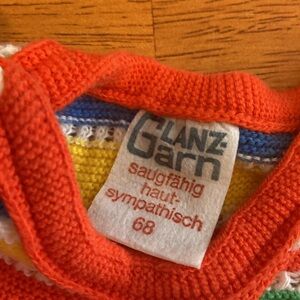 GLANZ-
Garn
saugfähig
haut-
sympathisch
68